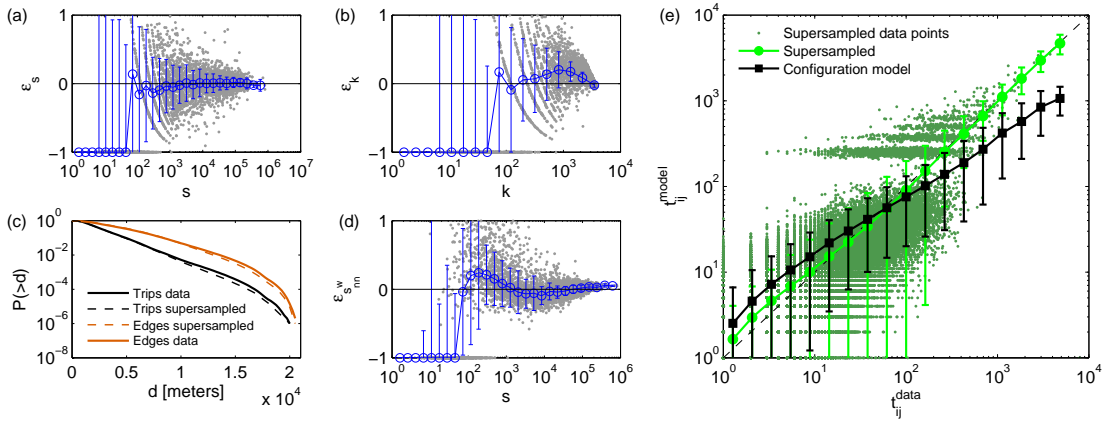 (a)
ε_s
1
0
−1
10^0 10^1 10^2 10^3 10^4 10^5 10^6 10^7
s
(b)
ε_k
1
0
−1
10^0 10^1 10^2 10^3 10^4
k
(c)
P(>d)
10^0
10^−2
10^−4
10^−6
10^−8
Trips data
Trips supersampled
Edges supersampled
Edges data
0 0.5 1 1.5 2
d [meters]
x 10^4
(d)
ε^w_nn
1
0
−1
10^0 10^1 10^2 10^3 10^4 10^5 10^6
s
(e)
t_ij^model
10^4
10^3
10^2
10^1
10^0
Supersampled data points
Supersampled
Configuration model
10^0 10^1 10^2 10^3 10^4
t_ij^data